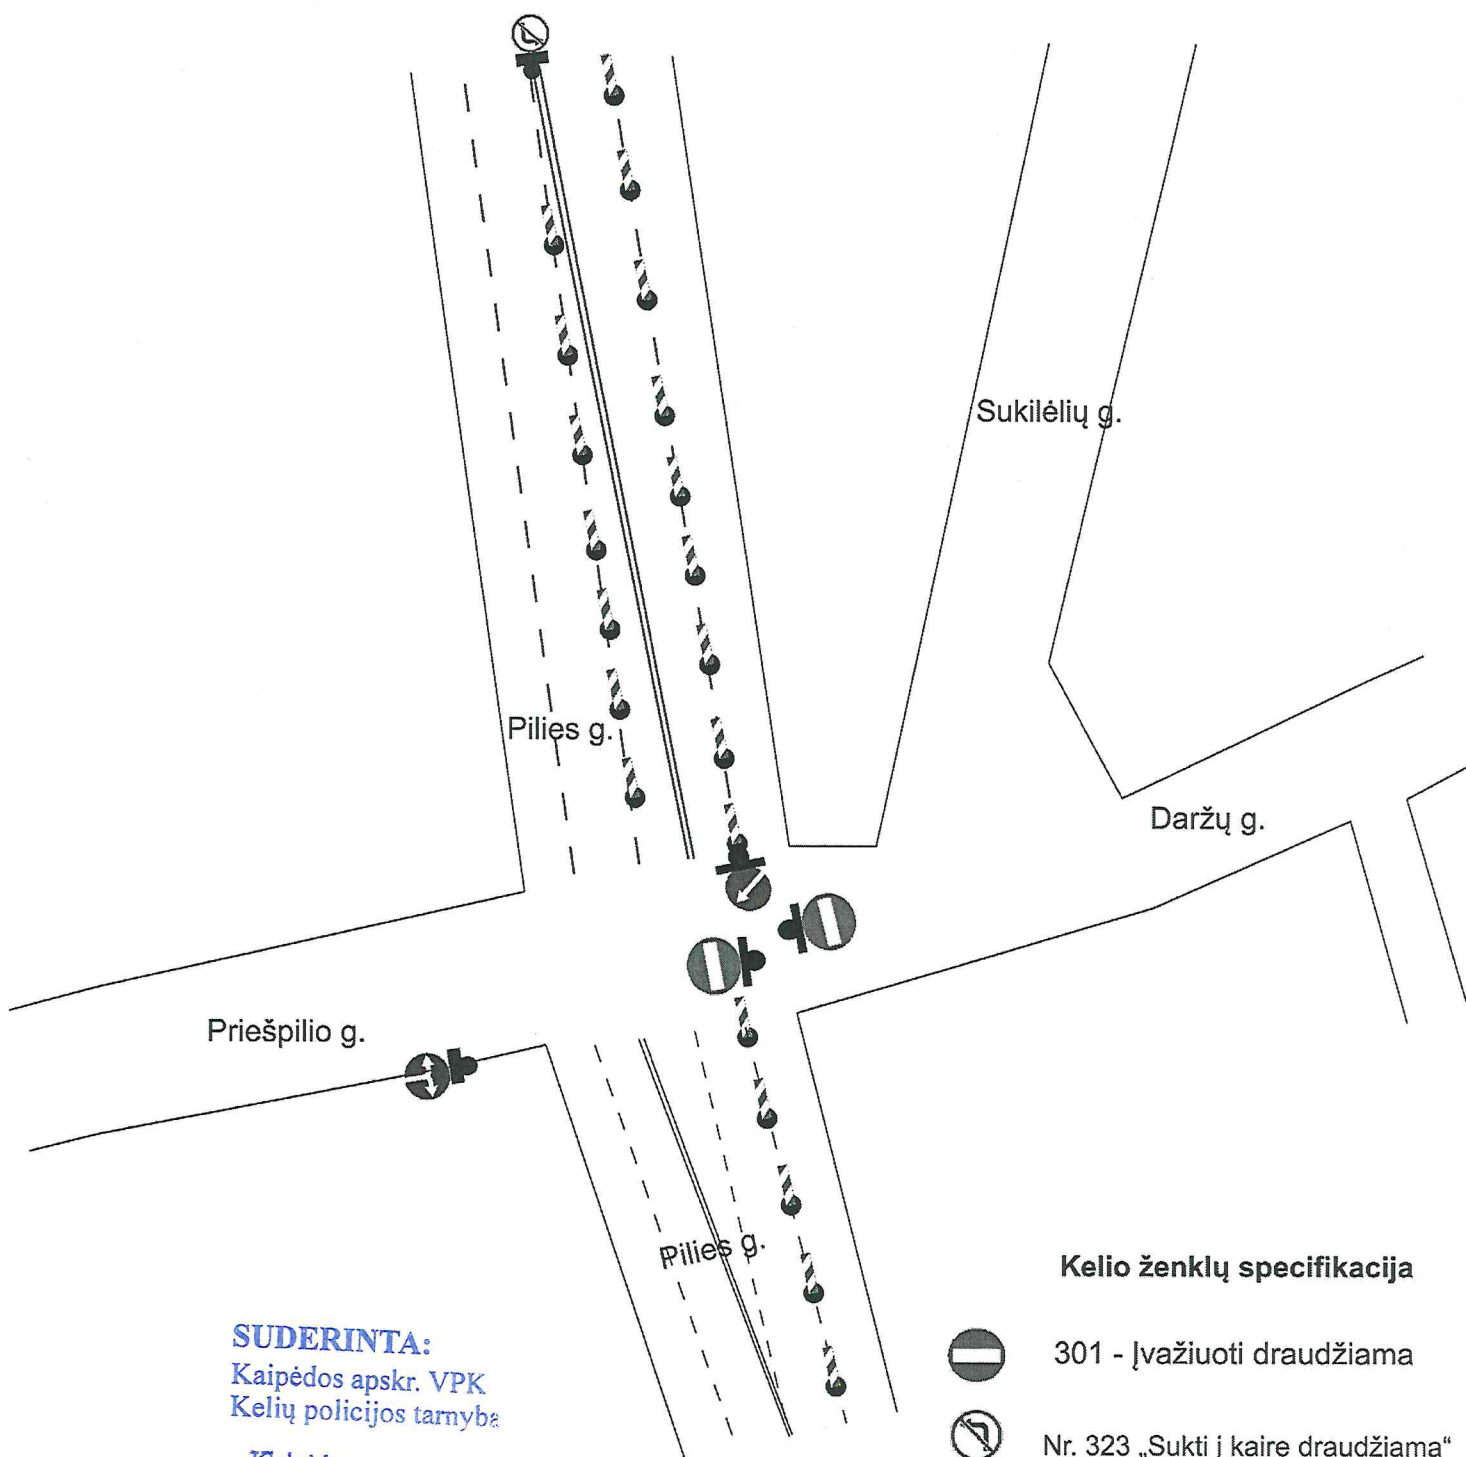 Sukilėlių g.
Pilies g.
Daržų g.
Priešpilio g.
Pilies g.
Kelio ženklų specifikacija
301 - Įvažiuoti draudžiama
Nr. 323 „Sukti į kairę draudžiama“
SUDERINTA:
Kaipėdos apskr. VPK
Kelių policijos tarnyba